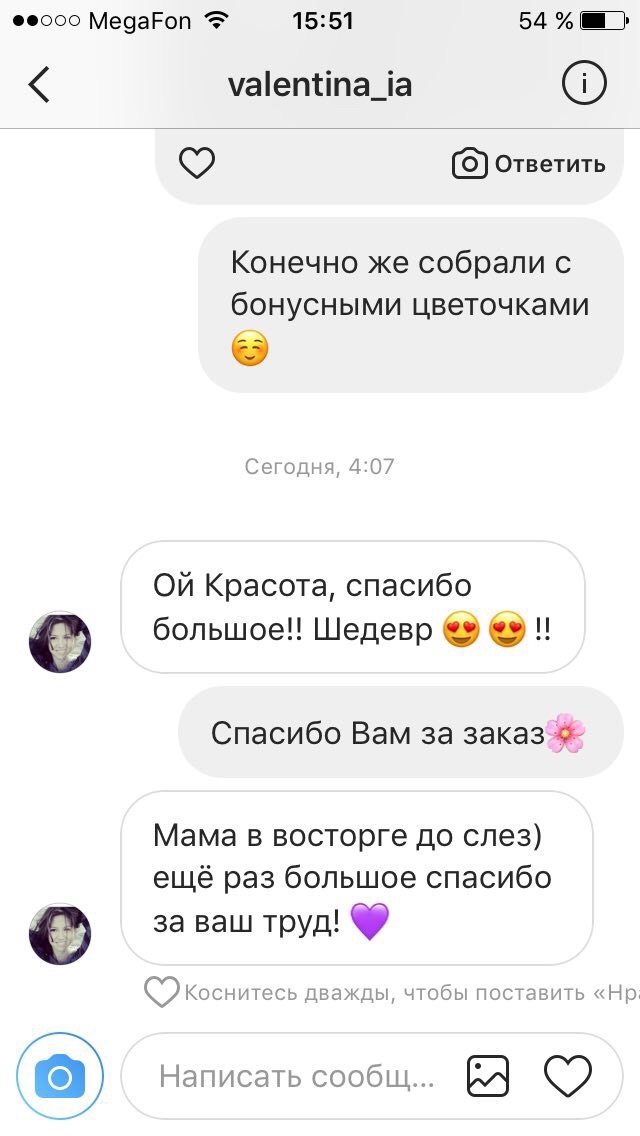 MegaFon 15:51 54 %
valentina_ia
Ответить
Конечно же собрали с
бонусными цветочками
☺️
Сегодня, 4:07
Ой Красота, спасибо
большое!! Шедевр 😍 😍 !!
Спасибо Вам за заказ🌸
Мама в восторге до слез)
ещё раз большое спасибо
за ваш труд! 💜
Коснитесь дважды, чтобы поставить «Нра
Написать сообщ...